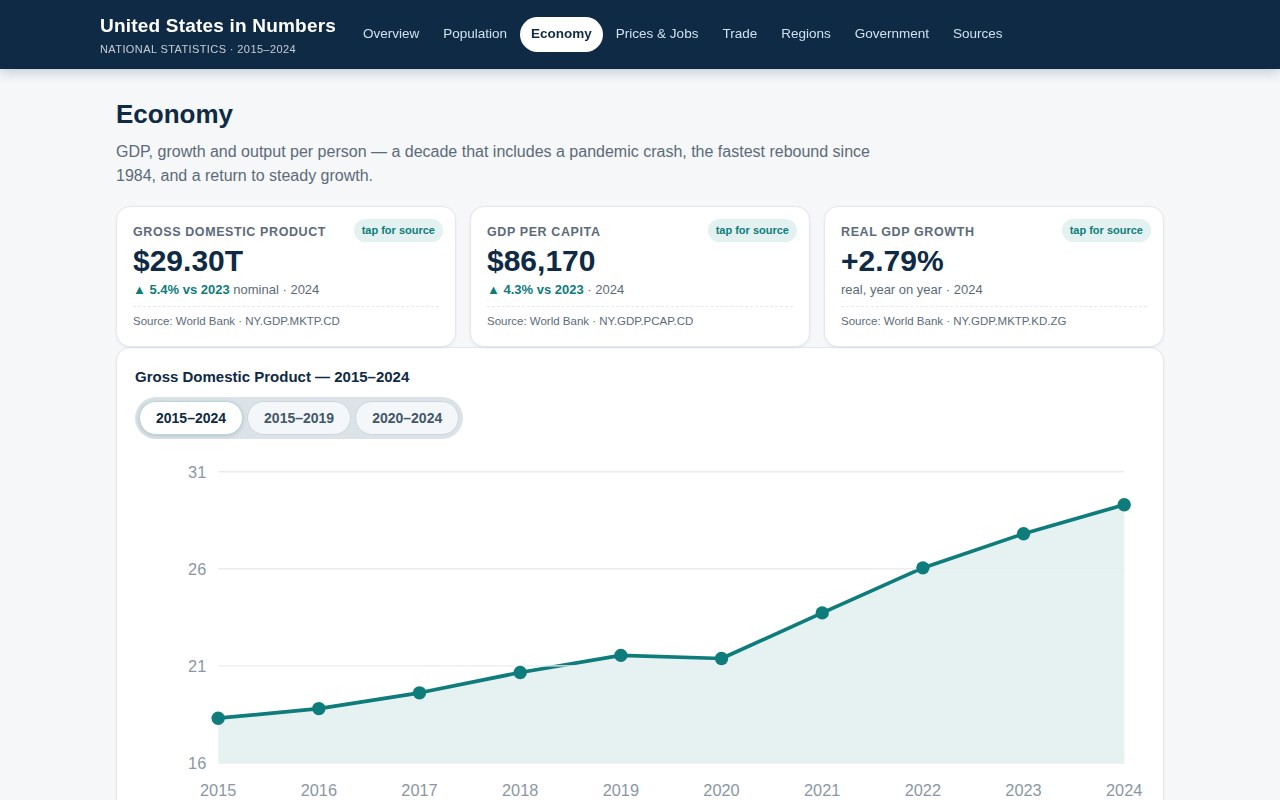 United States in Numbers
NATIONAL STATISTICS · 2015–2024
Overview
Population
Economy
Prices & Jobs
Trade
Regions
Government
Sources
Economy
GDP, growth and output per person — a decade that includes a pandemic crash, the fastest rebound since
1984, and a return to steady growth.
GROSS DOMESTIC PRODUCT
tap for source
$29.30T
▲ 5.4% vs 2023 nominal · 2024
Source: World Bank · NY.GDP.MKTP.CD
GDP PER CAPITA
tap for source
$86,170
▲ 4.3% vs 2023 · 2024
Source: World Bank · NY.GDP.PCAP.CD
REAL GDP GROWTH
tap for source
+2.79%
real, year on year · 2024
Source: World Bank · NY.GDP.MKTP.KD.ZG
Gross Domestic Product — 2015–2024
2015–2024
2015–2019
2020–2024
31
26
21
16
2015 2016 2017 2018 2019 2020 2021 2022 2023 2024